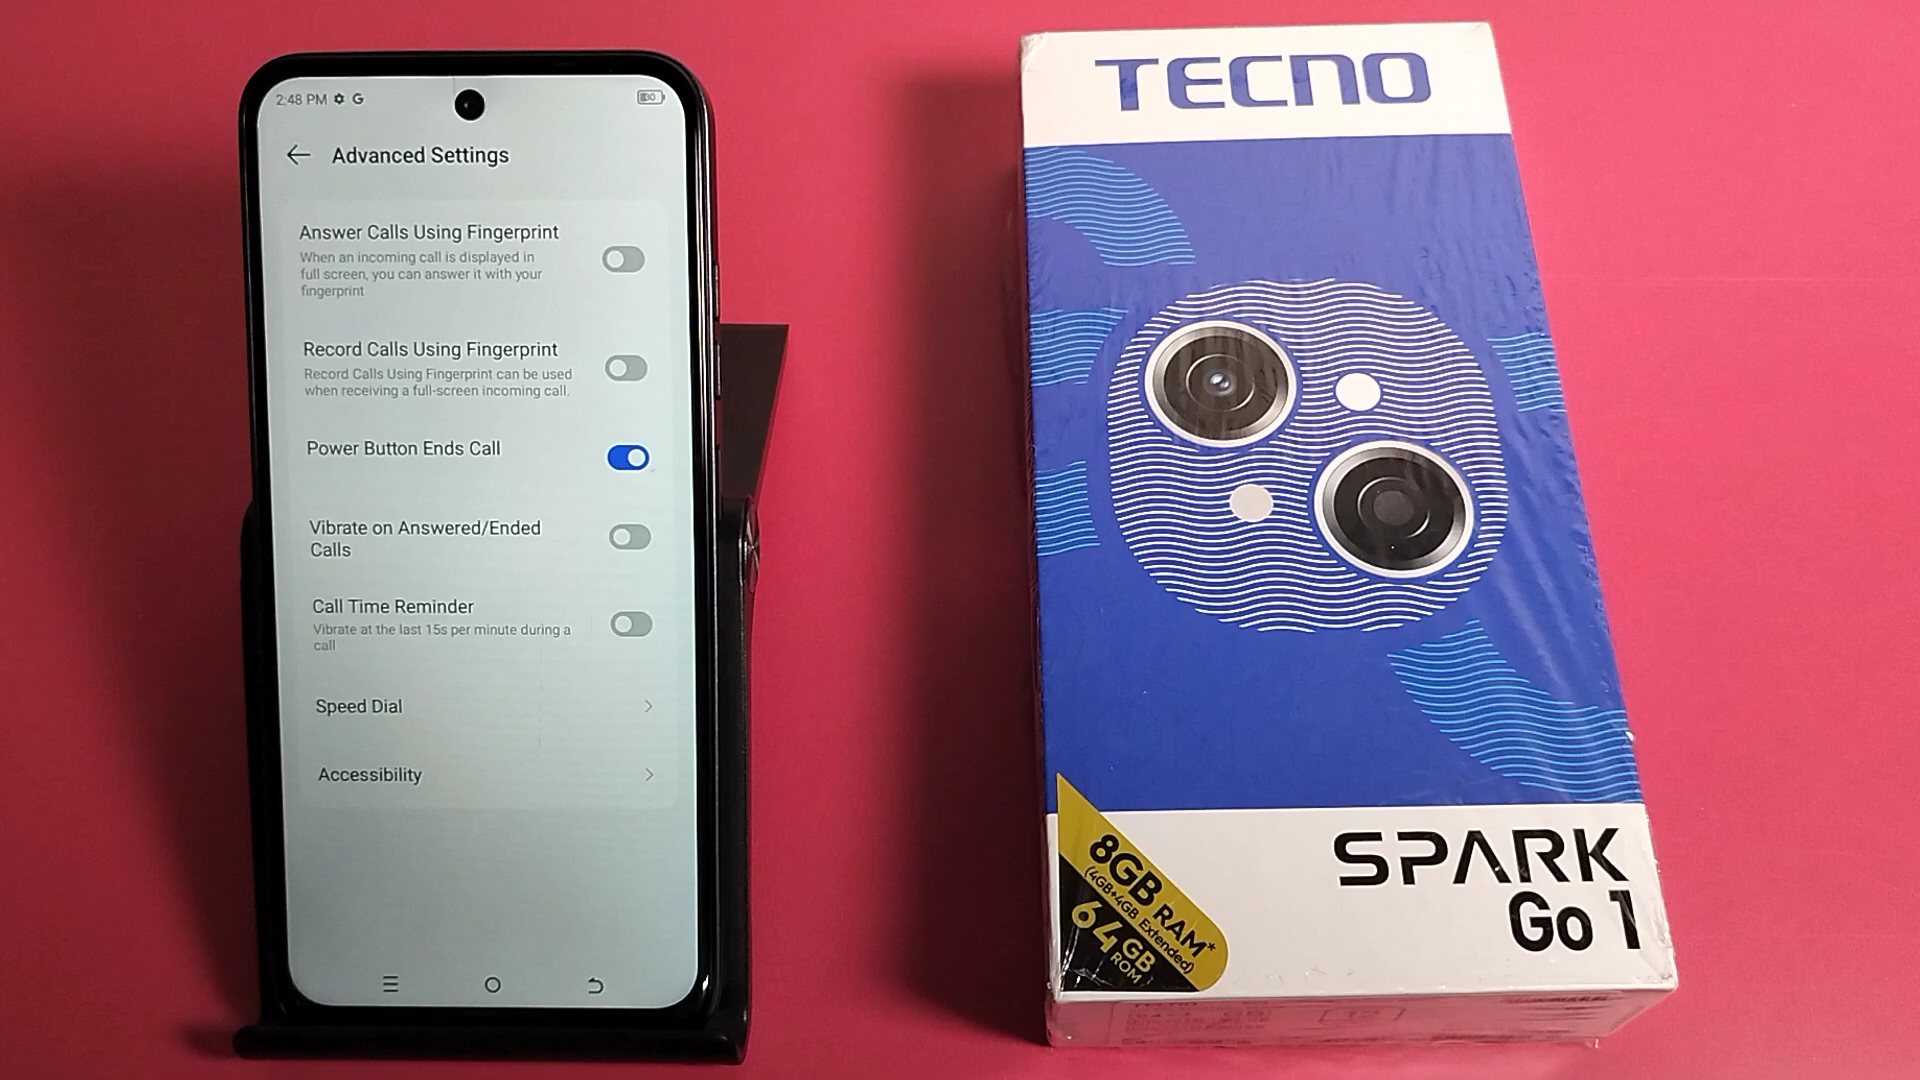 2:48 PM G
30
Advanced Settings
Answer Calls Using Fingerprint
When an incoming call is displayed in
full screen, you can answer it with your
fingerprint
Record Calls Using Fingerprint
Record Calls Using Fingerprint can be used
when receiving a full-screen incoming call.
Power Button Ends Call
Vibrate on Answered/Ended
Calls
Call Time Reminder
Vibrate at the last 15s per minute during a
call
Speed Dial
Accessibility
TECNO
8GB RAM*
(4GB+4GB Extended)
64GB
ROM
SPARK
Go 1